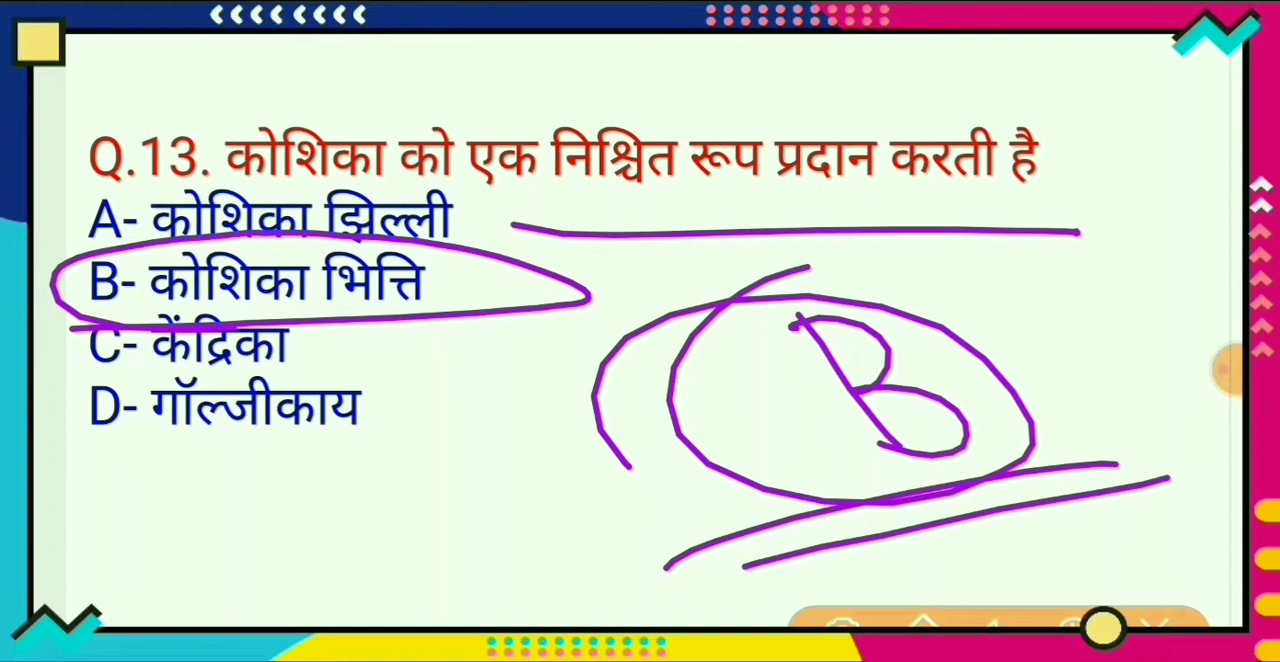 Q.13. कोशिका को एक निश्चित रूप प्रदान करती है
A- कोशिका झिल्ली
B- कोशिका भित्ति
C- केंद्रिका
D- गॉल्जीकाय
B